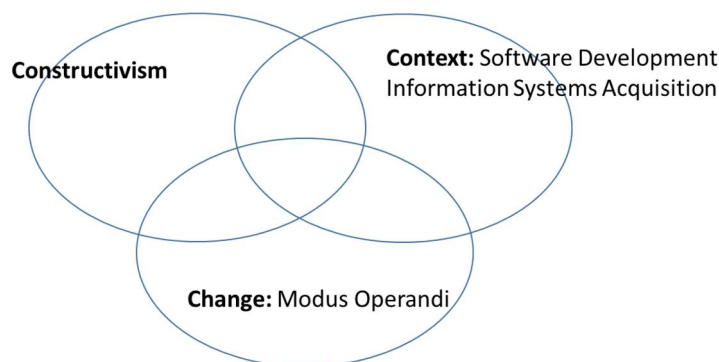 Constructivism
Context: Software Development
Information Systems Acquisition
Change: Modus Operandi